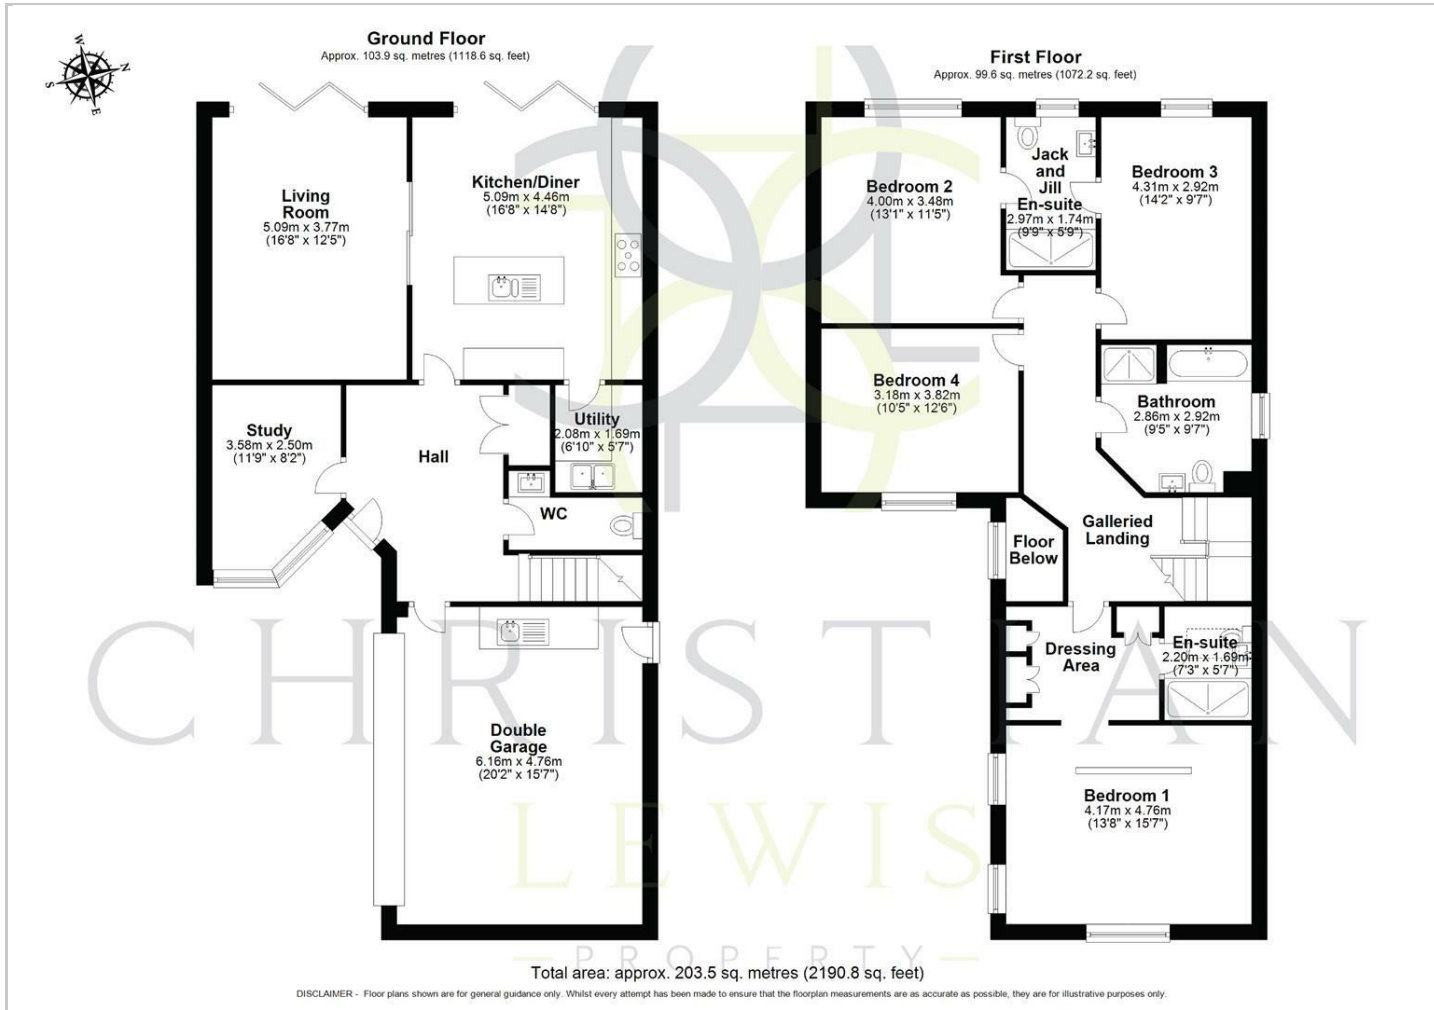 Ground Floor
Approx. 103.9 sq. metres (1118.6 sq. feet)
W
N
S
E
Living
Room
5.09m x 3.77m
(16'8" x 12'5")
Kitchen/Diner
5.09m x 4.46m
(16'8" x 14'8")
Study
3.58m x 2.50m
(11'9" x 8'2")
Hall
Utility
2.08m x 1.69m
(6'10" x 5'7")
WC
Double
Garage
6.16m x 4.76m
(20'2" x 15'7")
First Floor
Approx. 99.6 sq. metres (1072.2 sq. feet)
Bedroom 2
4.00m x 3.48m
(13'1" x 11'5")
Jack
and
Jill
En-suite
2.97m x 1.74m
(9'9" x 5'9")
Bedroom 3
4.31m x 2.92m
(14'2" x 9'7")
Bedroom 4
3.18m x 3.82m
(10'5" x 12'6")
Bathroom
2.86m x 2.92m
(9'5" x 9'7")
Galleried
Landing
Floor
Below
Dressing
Area
En-suite
2.20m x 1.69m
(7'3" x 5'7")
Bedroom 1
4.17m x 4.76m
(13'8" x 15'7")
CHRISTIAN
LEWIS
PROPERTY
Total area: approx. 203.5 sq. metres (2190.8 sq. feet)
DISCLAIMER - Floor plans shown are for general guidance only. Whilst every attempt has been made to ensure that the floorplan measurements are as accurate as possible, they are for illustrative purposes only.